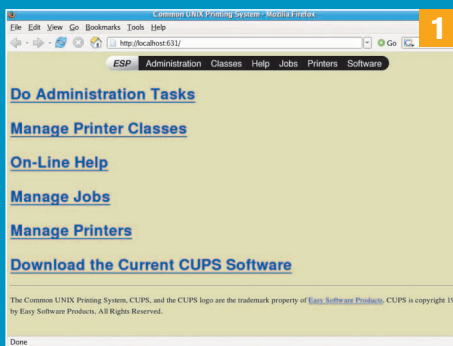 Common UNIX Printing System - Mozilla Firefox
1
File Edit View Go Bookmarks Tools Help
http://localhost:631/ Go
ESP Administration Classes Help Jobs Printers Software
Do Administration Tasks
Manage Printer Classes
On-Line Help
Manage Jobs
Manage Printers
Download the Current CUPS Software
The Common UNIX Printing System, CUPS, and the CUPS logo are the trademark property of Easy Software Products. CUPS is copyright 19
by Easy Software Products, All Rights Reserved.
Done